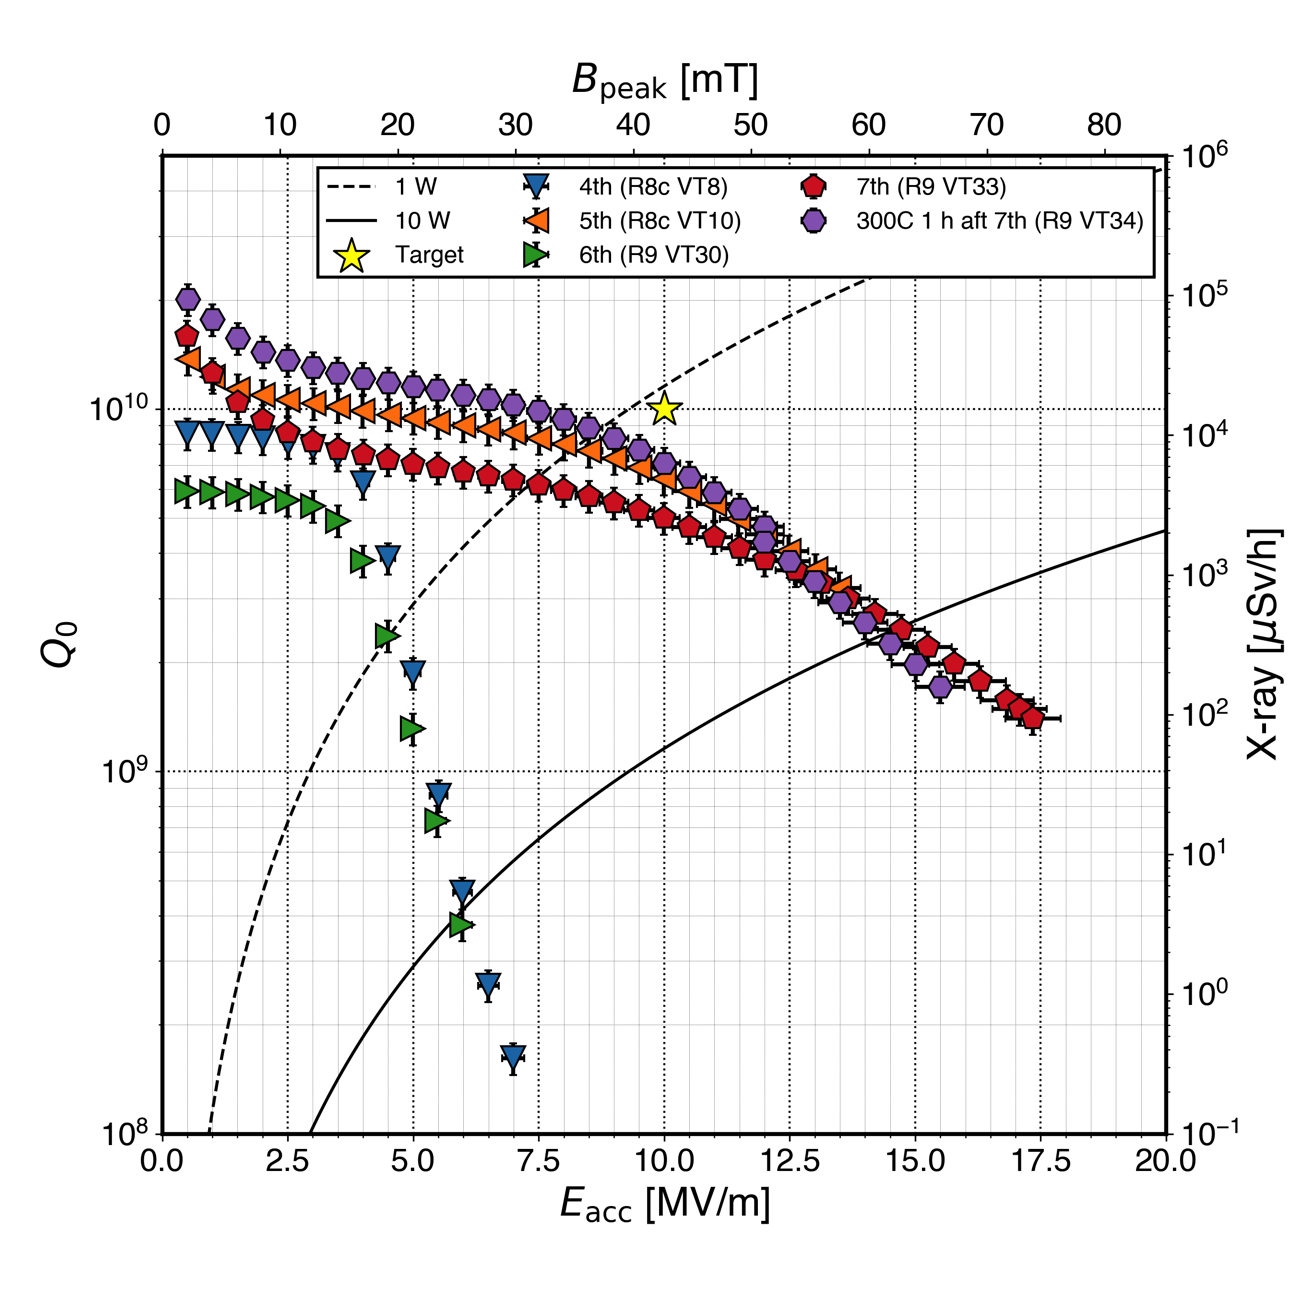 B_peak [mT]
0 10 20 30 40 50 60 70 80
1 W
10 W
Target
4th (R8c VT8)
5th (R8c VT10)
6th (R9 VT30)
7th (R9 VT33)
300C 1 h aft 7th (R9 VT34)
Q_0
10^10
10^9
10^8
10^6
10^5
10^4
10^3
10^2
10^1
10^0
10^−1
X-ray [μSv/h]
0.0 2.5 5.0 7.5 10.0 12.5 15.0 17.5 20.0
E_acc [MV/m]